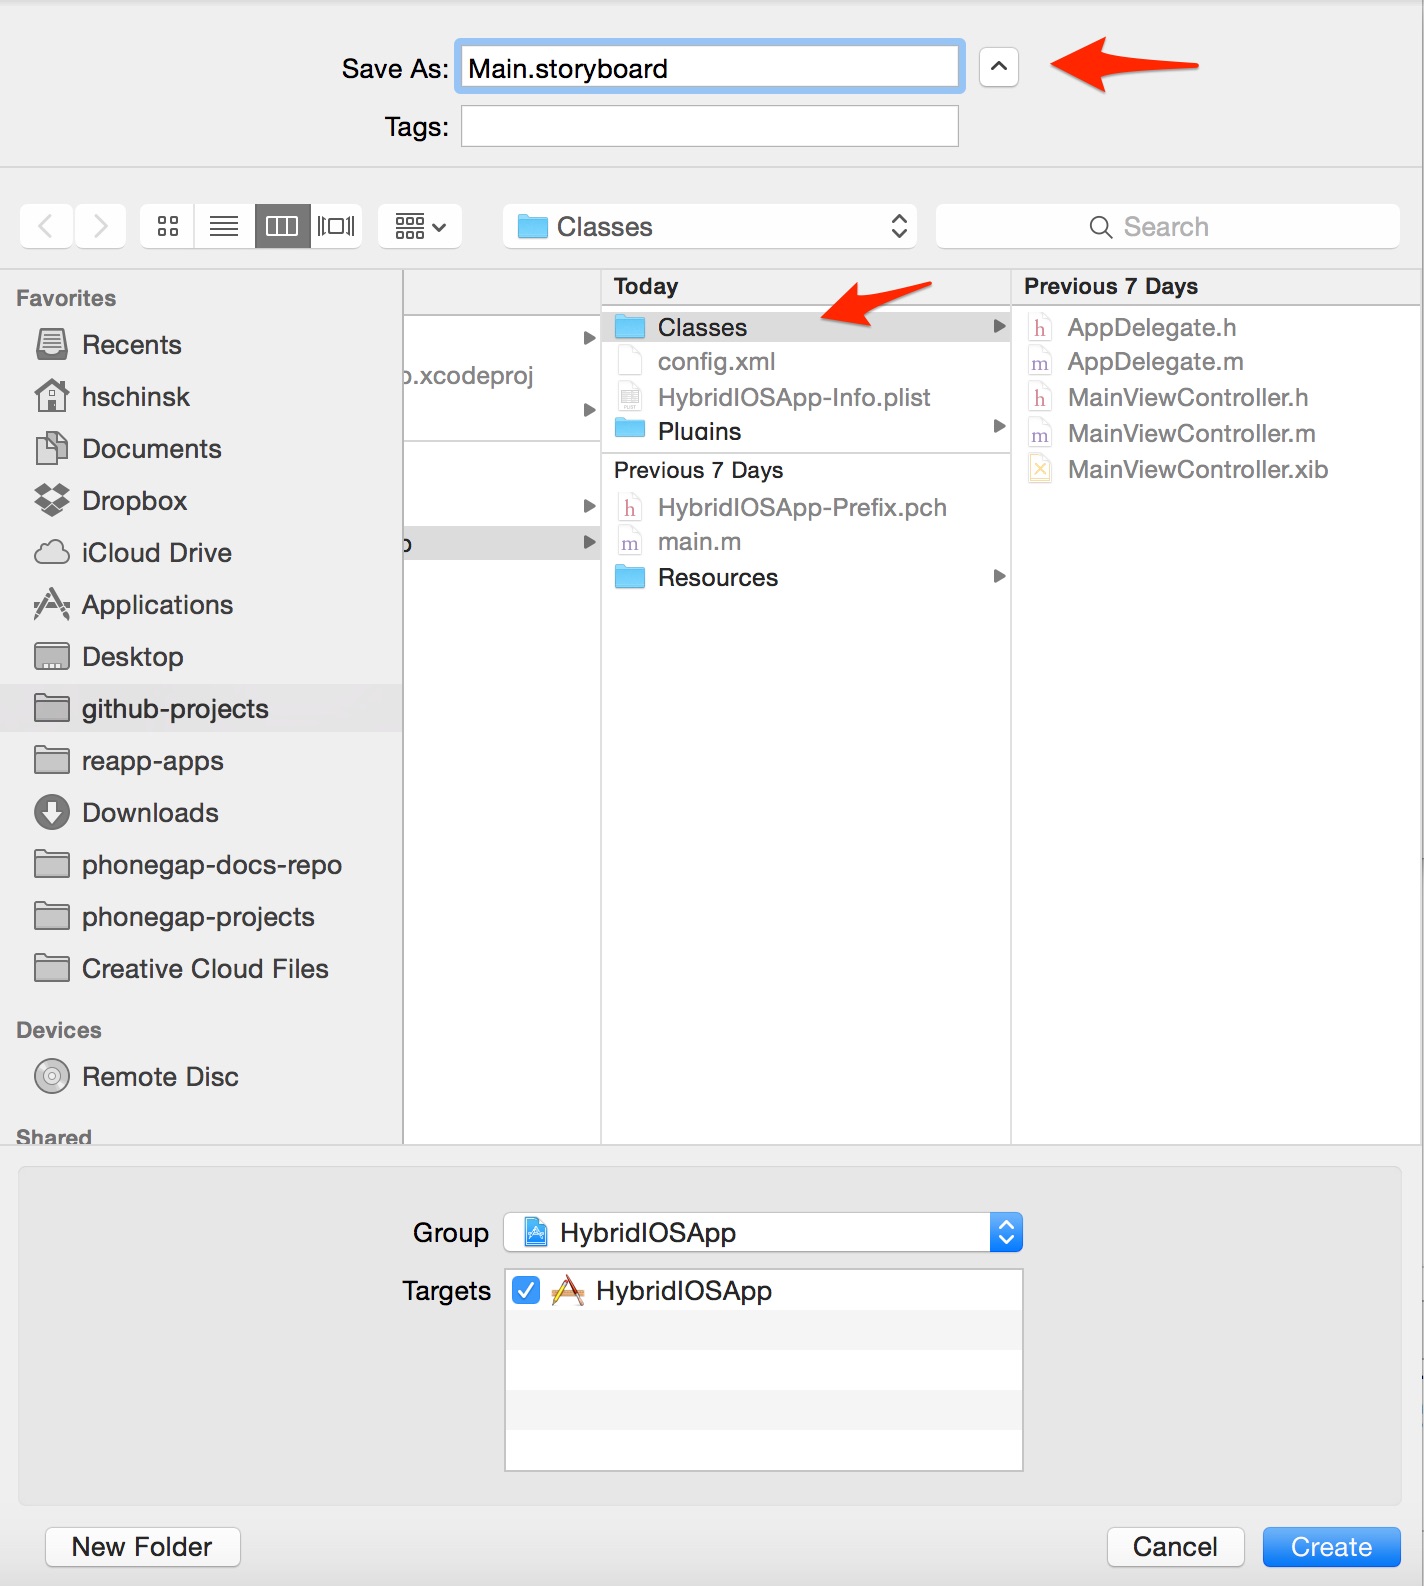 Save As: Main.storyboard
Tags:
Classes
Search
Favorites
Recents
hschinsk
Documents
Dropbox
iCloud Drive
Applications
Desktop
github-projects
reapp-apps
Downloads
phonegap-docs-repo
phonegap-projects
Creative Cloud Files
Devices
Remote Disc
Shared
.xcodeproj
Today
Classes
config.xml
HybridIOSApp-Info.plist
Plugins
Previous 7 Days
h HybridIOSApp-Prefix.pch
m main.m
Resources
Previous 7 Days
h AppDelegate.h
m AppDelegate.m
h MainViewController.h
m MainViewController.m
MainViewController.xib
Group HybridIOSApp
Targets HybridIOSApp
New Folder
Cancel
Create